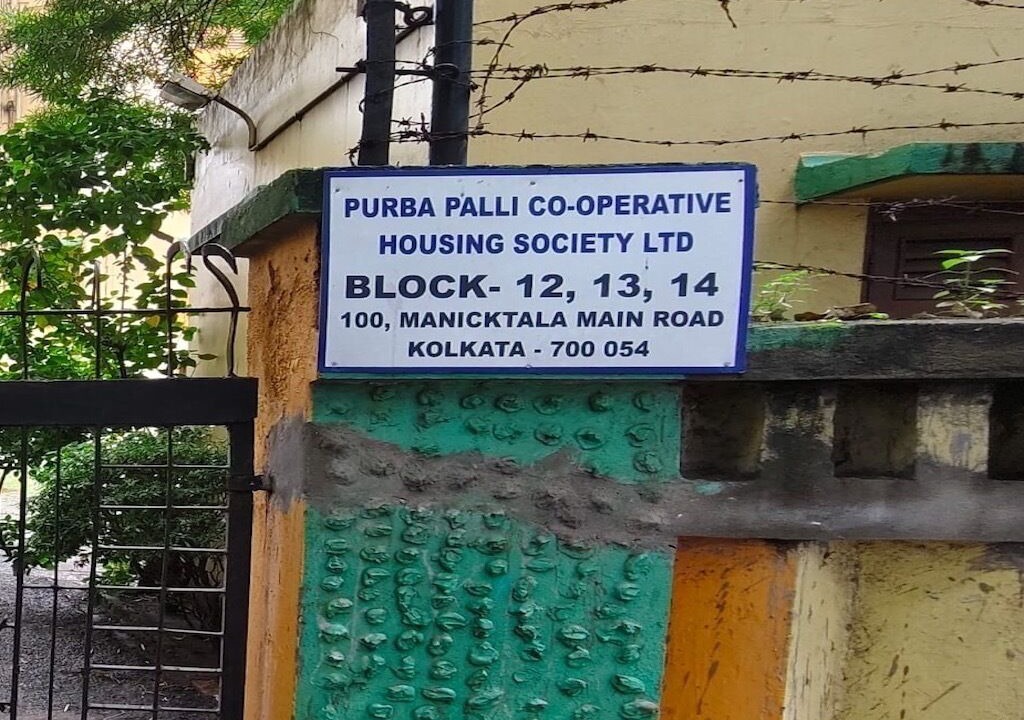 PURBA PALLI CO-OPERATIVE
HOUSING SOCIETY LTD
BLOCK- 12, 13, 14
100, MANICKTALA MAIN ROAD
KOLKATA - 700 054